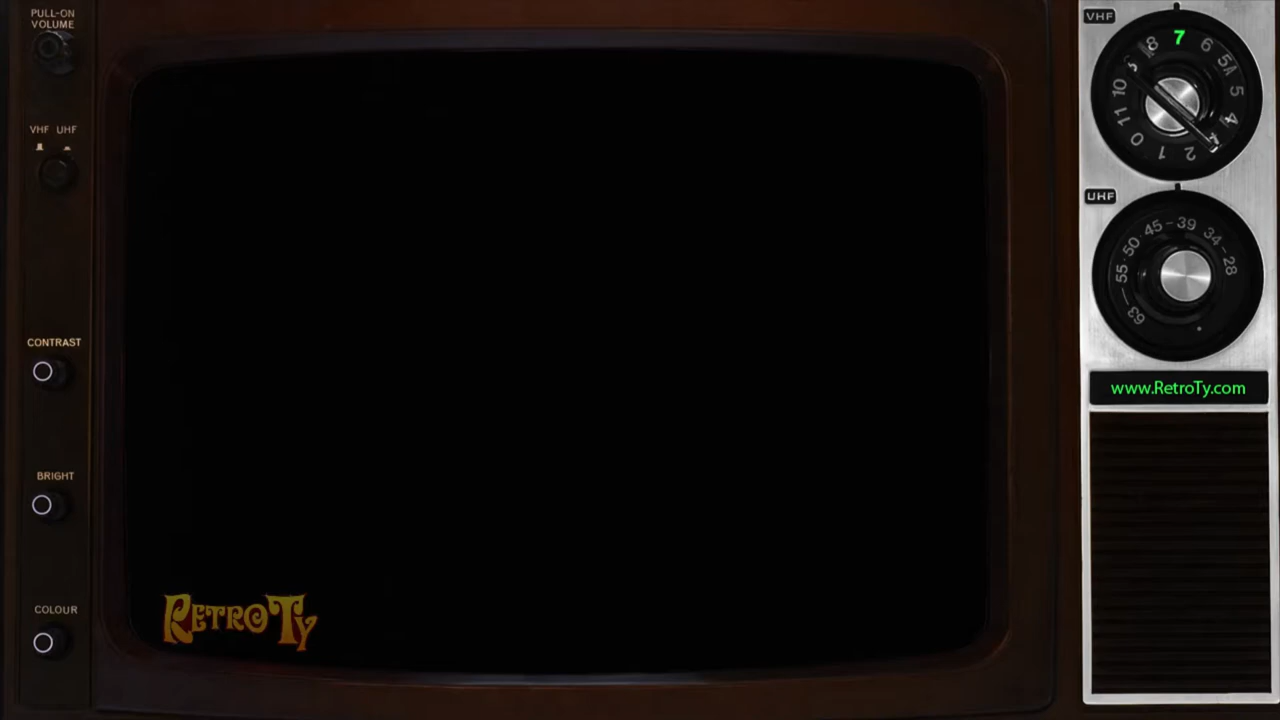 PULL-ON
VOLUME
VHF UHF
CONTRAST
BRIGHT
COLOUR
RETROTY
VHF
7
6
5A
5
4
2
1
0
11
10
8
UHF
63 — 55 · 50 45 – 39 34 – 28
www.RetroTy.com